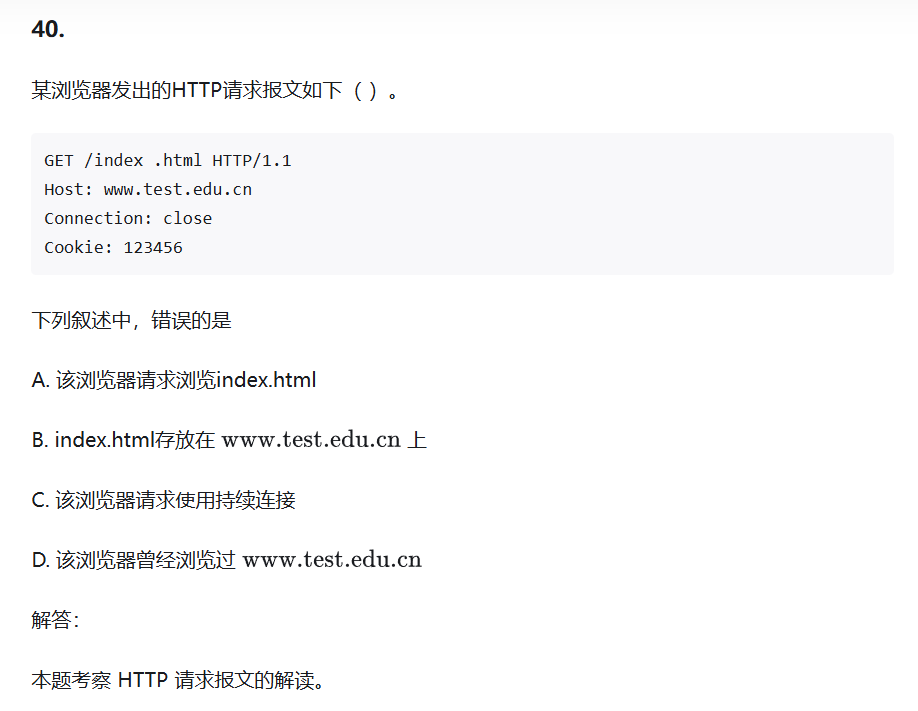 40.
某浏览器发出的HTTP请求报文如下（ ）。
GET /index .html HTTP/1.1
Host: www.test.edu.cn
Connection: close
Cookie: 123456
下列叙述中，错误的是
A. 该浏览器请求浏览index.html
B. index.html存放在 www.test.edu.cn 上
C. 该浏览器请求使用持续连接
D. 该浏览器曾经浏览过 www.test.edu.cn
解答：
本题考察 HTTP 请求报文的解读。